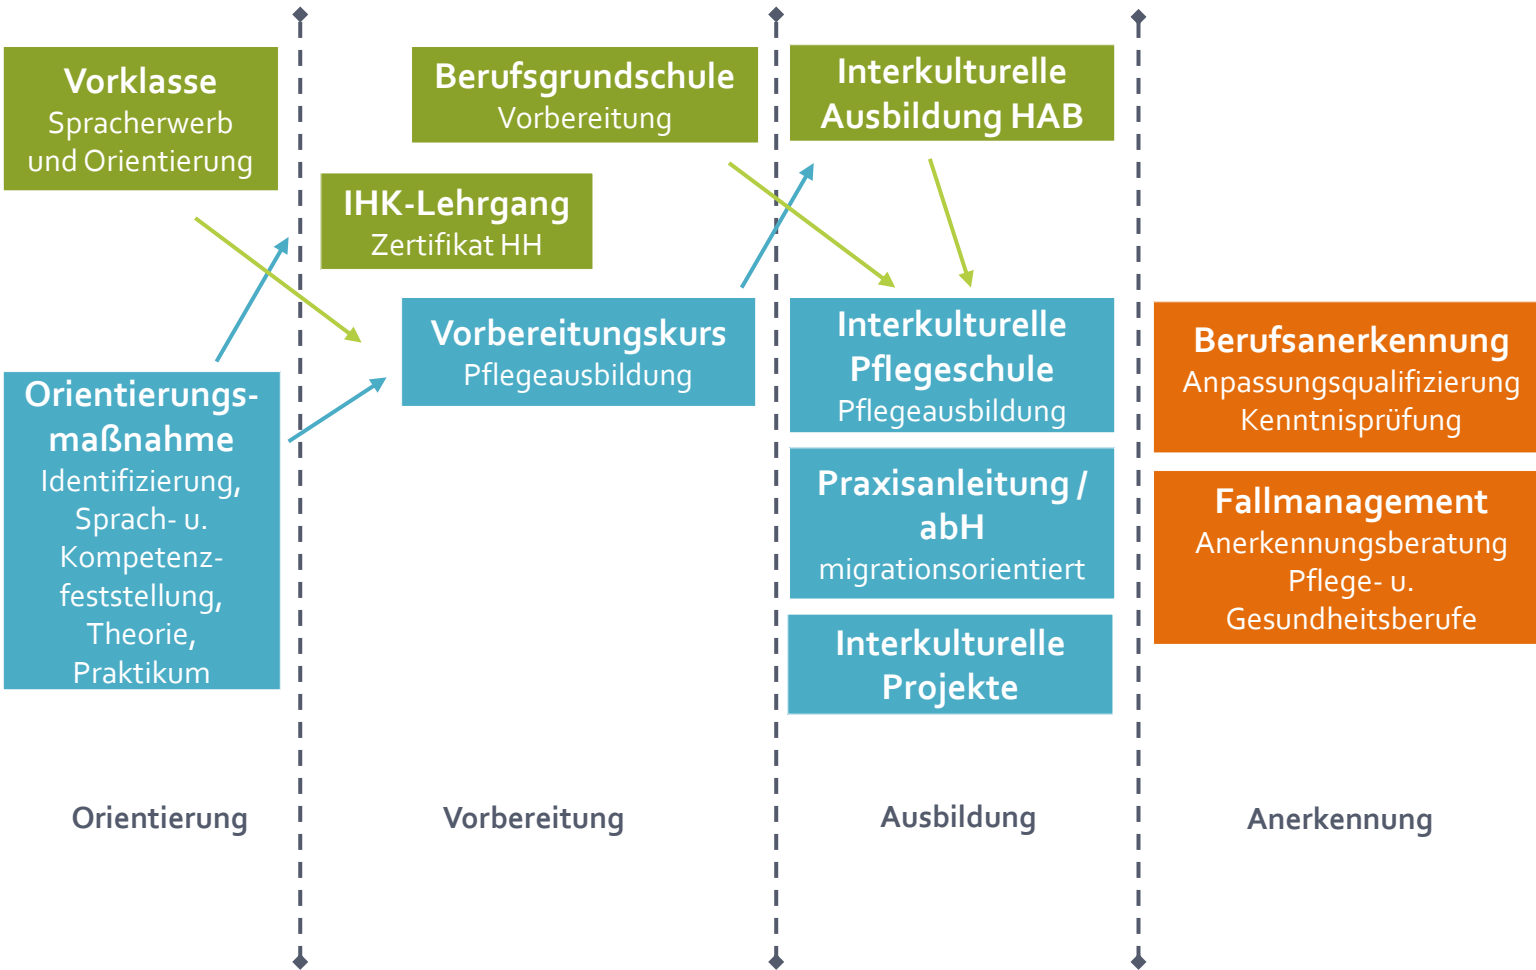 Vorklasse
Spracherwerb
und Orientierung
Orientierungs-
maßnahme
Identifizierung,
Sprach- u.
Kompetenz-
feststellung,
Theorie,
Praktikum
Berufsgrundschule
Vorbereitung
IHK-Lehrgang
Zertifikat HH
Vorbereitungskurs
Pflegeausbildung
Interkulturelle
Ausbildung HAB
Interkulturelle
Pflegeschule
Pflegeausbildung
Praxisanleitung /
abH
migrationsorientiert
Interkulturelle
Projekte
Berufsanerkennung
Anpassungsqualifizierung
Kenntnisprüfung
Fallmanagement
Anerkennungsberatung
Pflege- u.
Gesundheitsberufe
Orientierung
Vorbereitung
Ausbildung
Anerkennung